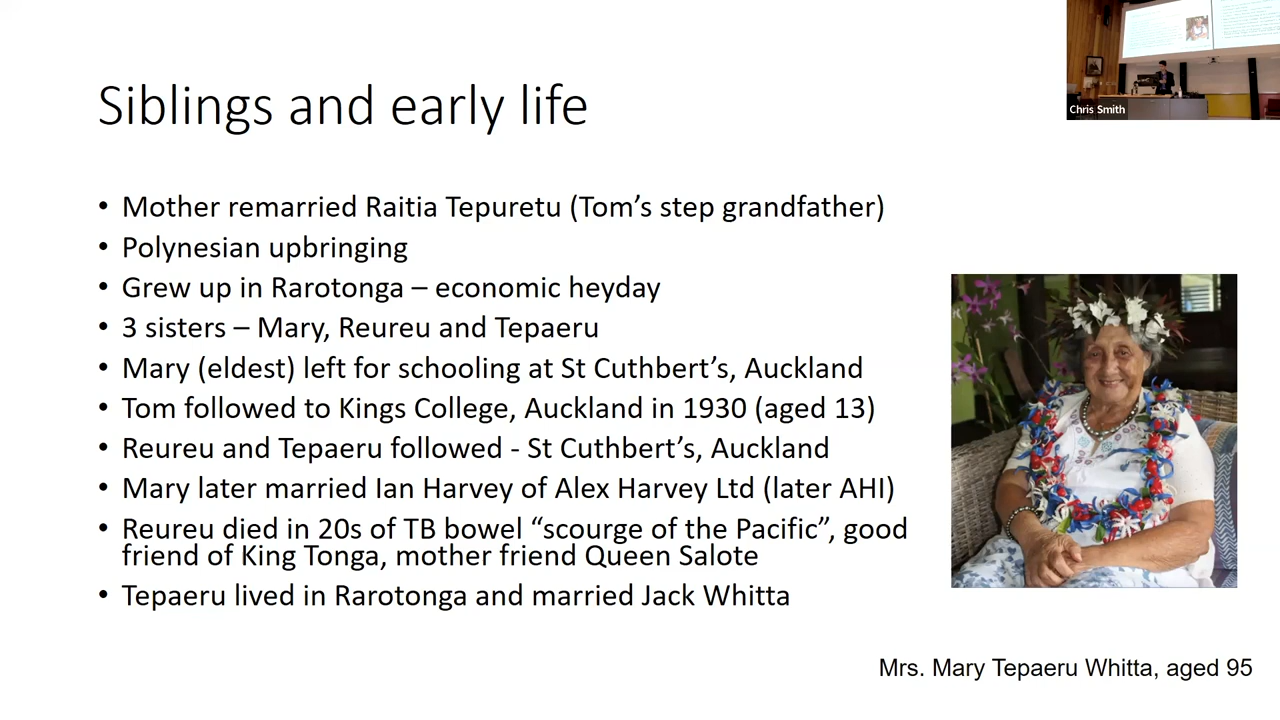 Chris Smith
Siblings and early life
• Mother remarried Raitia Tepuretu (Tom’s step grandfather)
• Polynesian upbringing
• Grew up in Rarotonga – economic heyday
• 3 sisters – Mary, Reureu and Tepaeru
• Mary (eldest) left for schooling at St Cuthbert’s, Auckland
• Tom followed to Kings College, Auckland in 1930 (aged 13)
• Reureu and Tepaeru followed - St Cuthbert’s, Auckland
• Mary later married Ian Harvey of Alex Harvey Ltd (later AHI)
• Reureu died in 20s of TB bowel “scourge of the Pacific”, good
friend of King Tonga, mother friend Queen Salote
• Tepaeru lived in Rarotonga and married Jack Whitta
Mrs. Mary Tepaeru Whitta, aged 95